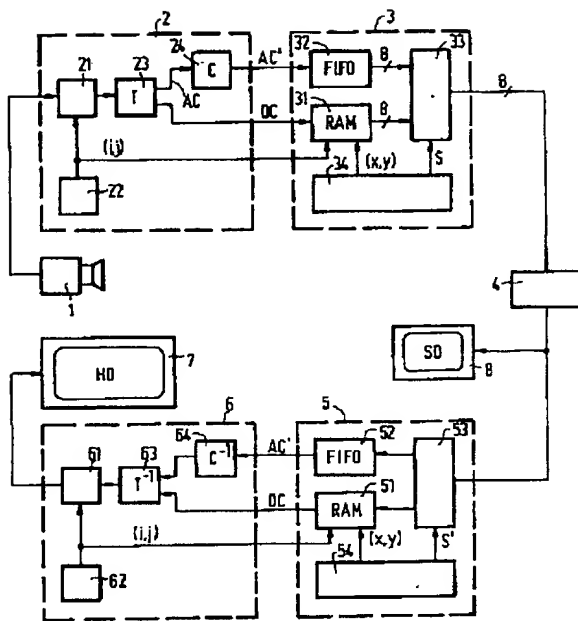 2
3
24
C
AC'
32
FIFO
8
33
8
21
23
T
AC
31
RAM
8
DC
(i,j)
(x,y)
S
22
34
1
4
HD
7
SD
8
6
5
64
C⁻¹
AC'
52
FIFO
53
61
63
T⁻¹
DC
51
RAM
(i,j)
(x,y)
S'
62
54